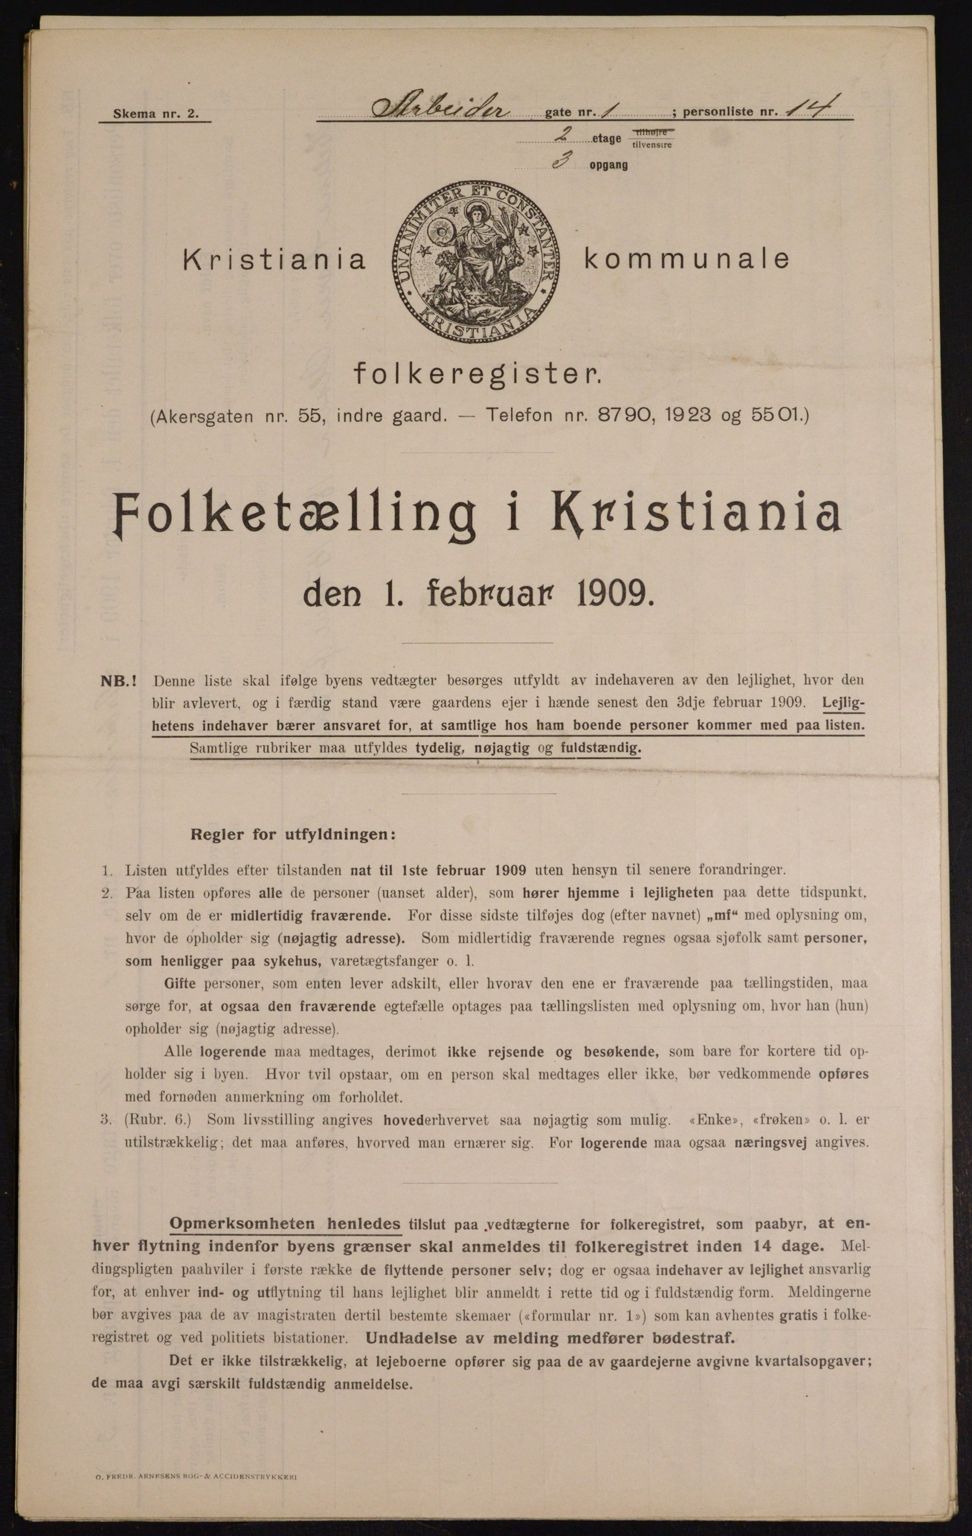 Skema nr. 2.
Arbeider gate nr. 1 ; personliste nr. 14
2 etage tilhøjre
tilvenstre
3 opgang
UNANIMITER ET CONSTANTER
KRISTIANIA
Kristiania kommunale
folkeregister.
(Akersgaten nr. 55, indre gaard. — Telefon nr. 8790, 1923 og 5501.)
Folketælling i Kristiania
den 1. februar 1909.
NB.! Denne liste skal ifølge byens vedtægter besørges utfyldt av indehaveren av den lejlighet, hvor den
blir avlevert, og i færdig stand være gaardens ejer i hænde senest den 3dje februar 1909. Lejlig-
hetens indehaver bærer ansvaret for, at samtlige hos ham boende personer kommer med paa listen.
Samtlige rubriker maa utfyldes tydelig, nøjagtig og fuldstændig.
Regler for utfyldningen:
1. Listen utfyldes efter tilstanden nat til 1ste februar 1909 uten hensyn til senere forandringer.
2. Paa listen opføres alle de personer (uanset alder), som hører hjemme i lejligheten paa dette tidspunkt,
selv om de er midlertidig fraværende. For disse sidste tilføjes dog (efter navnet) „mf“ med oplysning om,
hvor de opholder sig (nøjagtig adresse). Som midlertidig fraværende regnes ogsaa sjøfolk samt personer,
som henligger paa sykehus, varetægtsfanger o. l.
Gifte personer, som enten lever adskilt, eller hvorav den ene er fraværende paa tællingstiden, maa
sørge for, at ogsaa den fraværende egtefælle optages paa tællingslisten med oplysning om, hvor han (hun)
opholder sig (nøjagtig adresse).
Alle logerende maa medtages, derimot ikke rejsende og besøkende, som bare for kortere tid op-
holder sig i byen. Hvor tvil opstaar, om en person skal medtages eller ikke, bør vedkommende opføres
med fornøden anmerkning om forholdet.
3. (Rubr. 6.) Som livsstilling angives hovederhvervet saa nøjagtig som mulig. «Enke», «frøken» o. l. er
utilstrækkelig; det maa anføres, hvorved man ernærer sig. For logerende maa ogsaa næringsvej angives.
Opmerksomheten henledes tilslut paa vedtægterne for folkeregistret, som paabyr, at en-
hver flytning indenfor byens grænser skal anmeldes til folkeregistret inden 14 dage. Mel-
dingspligten paahviler i første række de flyttende personer selv; dog er ogsaa indehaver av lejlighet ansvarlig
for, at enhver ind- og utflytning til hans lejlighet blir anmeldt i rette tid og i fuldstændig form. Meldingerne
bør avgives paa de av magistraten dertil bestemte skemaer («formular nr. 1») som kan avhentes gratis i folke-
registret og ved politiets bistationer. Undladelse av melding medfører bødestraf.
Det er ikke tilstrækkelig, at lejeboerne opfører sig paa de av gaardejerne avgivne kvartalsopgaver;
de maa avgi særskilt fuldstændig anmeldelse.
O. FREDR. ARNESENS BOG- & ACCIDENSTRYKKERI